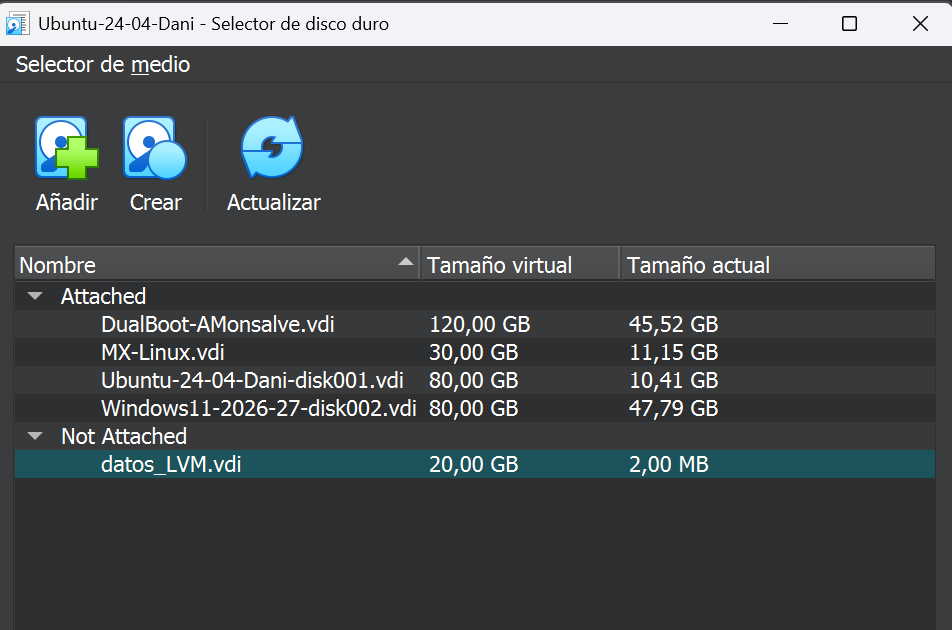 Ubuntu-24-04-Dani - Selector de disco duro
Selector de medio
Añadir Crear Actualizar
Nombre Tamaño virtual Tamaño actual
Attached
DualBoot-AMonsalve.vdi 120,00 GB 45,52 GB
MX-Linux.vdi 30,00 GB 11,15 GB
Ubuntu-24-04-Dani-disk001.vdi 80,00 GB 10,41 GB
Windows11-2026-27-disk002.vdi 80,00 GB 47,79 GB
Not Attached
datos_LVM.vdi 20,00 GB 2,00 MB